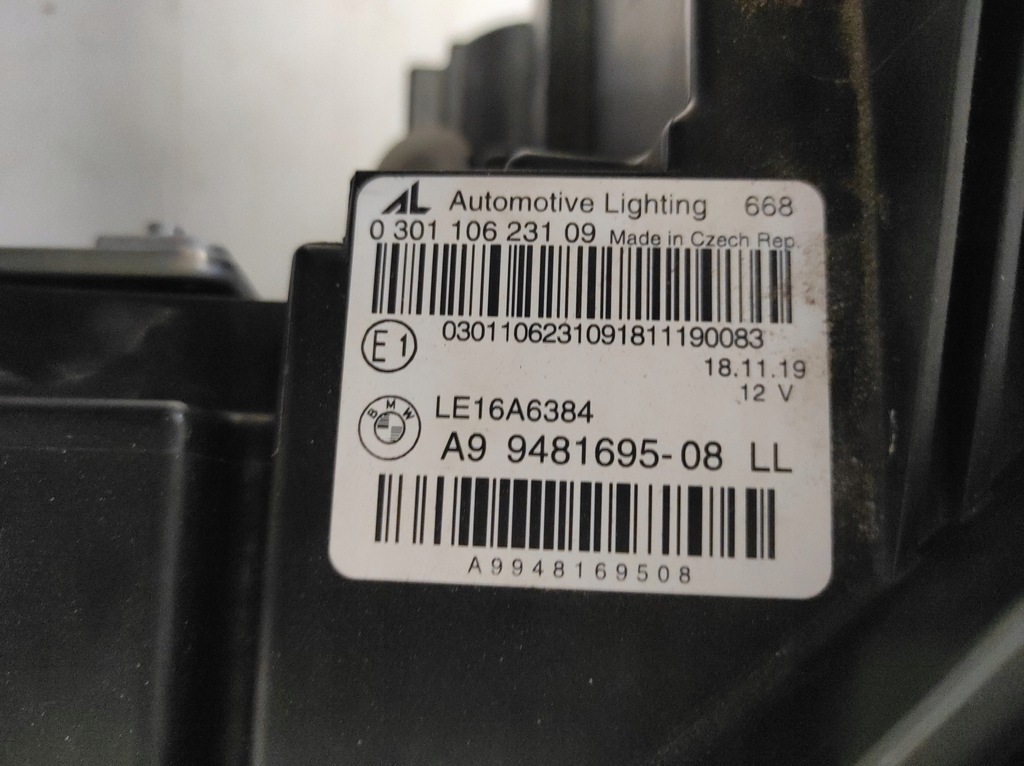 AL Automotive Lighting 668
0 301 106 231 09 Made in Czech Rep.
0301106231091811190083
E1
18.11.19
12 V
BMW
LE16A6384
A9 9481695-08 LL
A9948169508